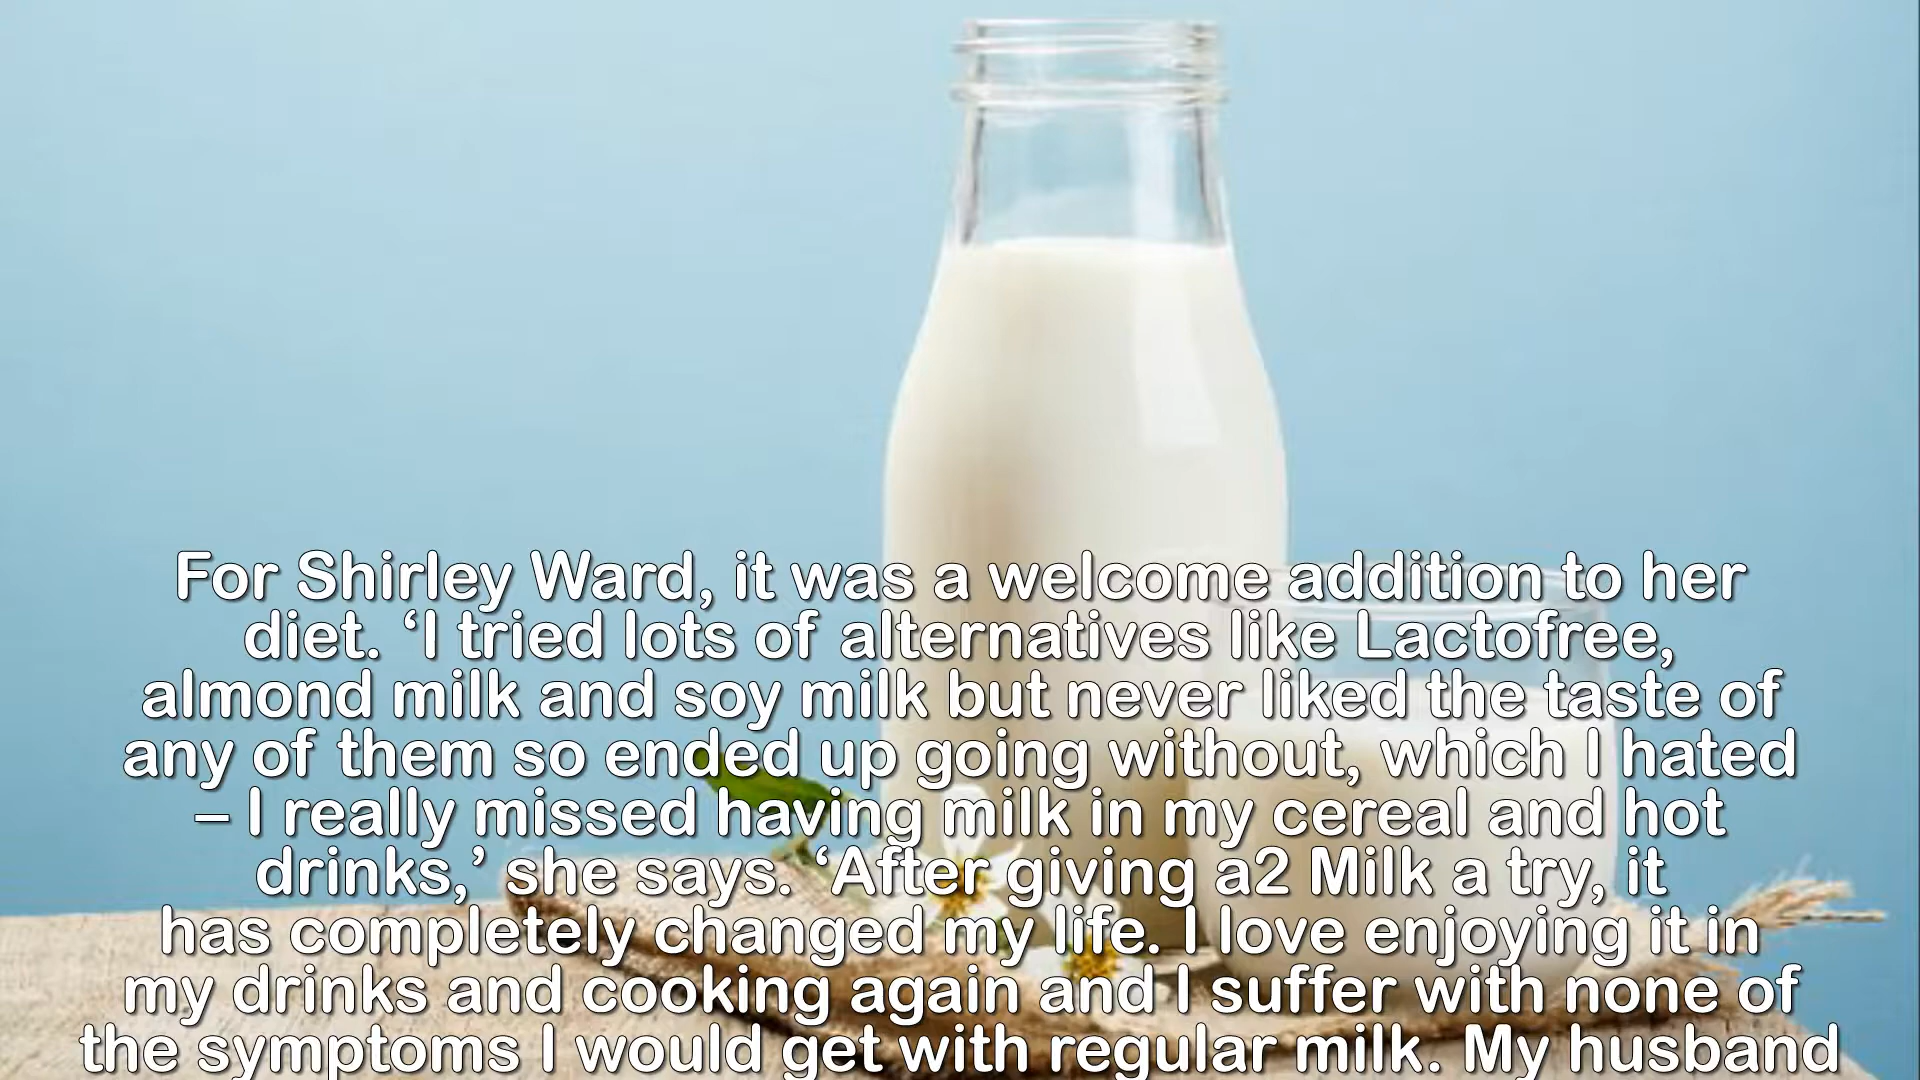 For Shirley Ward, it was a welcome addition to her
diet. ‘I tried lots of alternatives like Lactofree,
almond milk and soy milk but never liked the taste of
any of them so ended up going without, which I hated
– I really missed having milk in my cereal and hot
drinks,’ she says. ‘After giving a2 Milk a try, it
has completely changed my life. I love enjoying it in
my drinks and cooking again and I suffer with none of
the symptoms I would get with regular milk. My husband